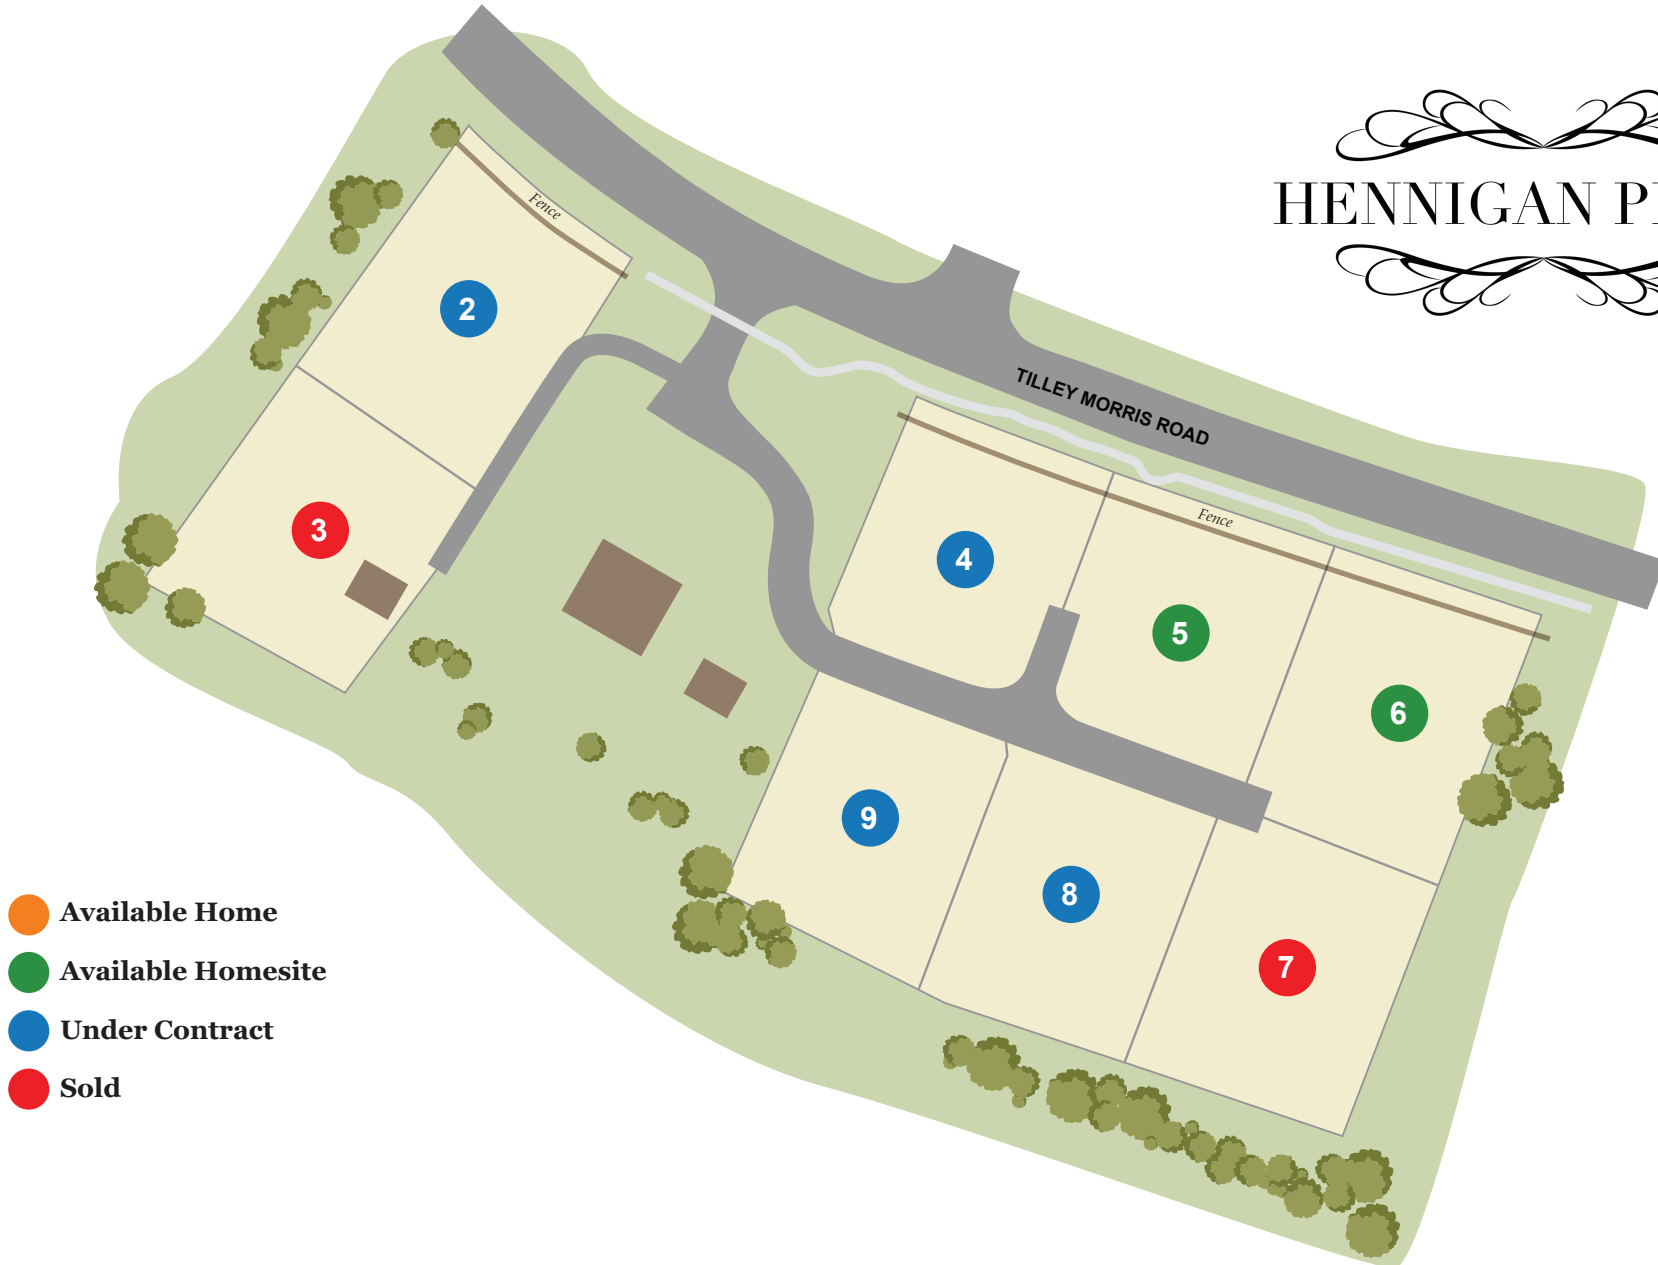 HENNIGAN
Fence
2
TILLEY MORRIS ROAD
Fence
3
4
5
6
9
8
7
Available Home
Available Homesite
Under Contract
Sold